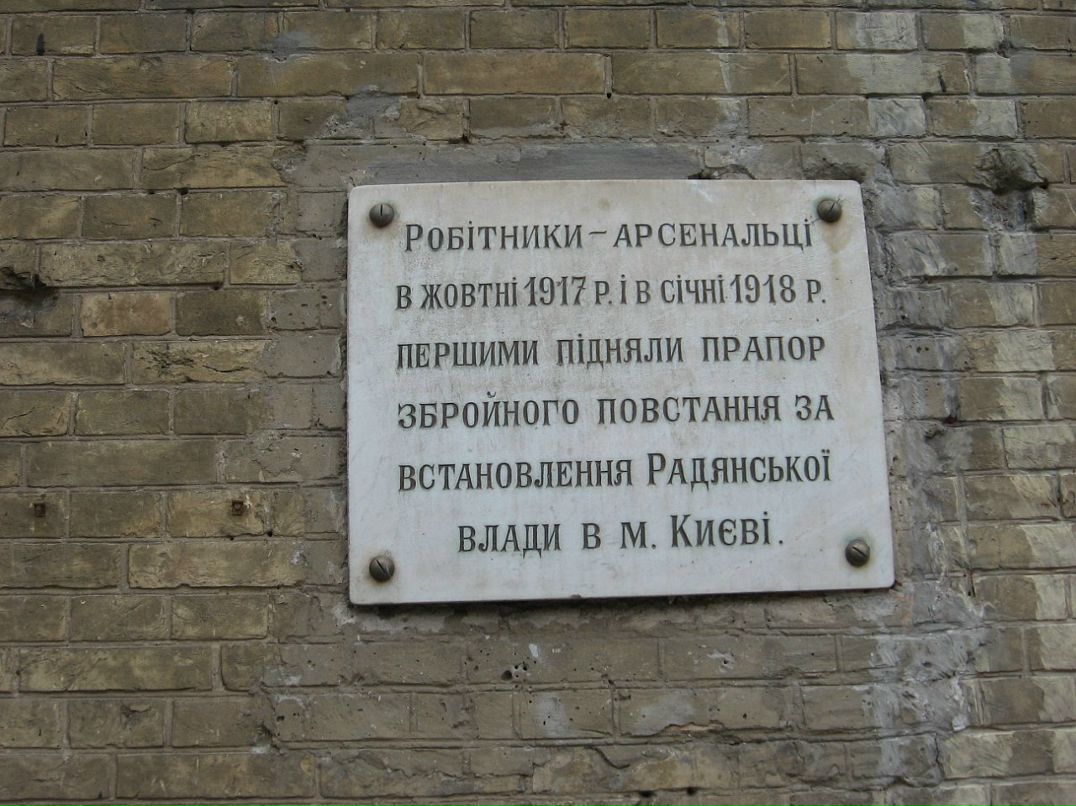 Робітники – арсенальці
в жовтні 1917 р. і в січні 1918 р.
першими підняли прапор
збройного повстання за
встановлення Радянської
влади в м. Києві.